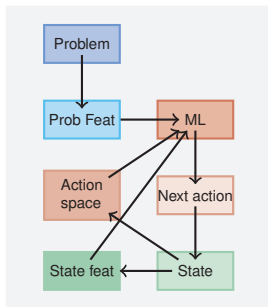 Problem
Prob Feat
ML
Action
space
Next action
State feat
State